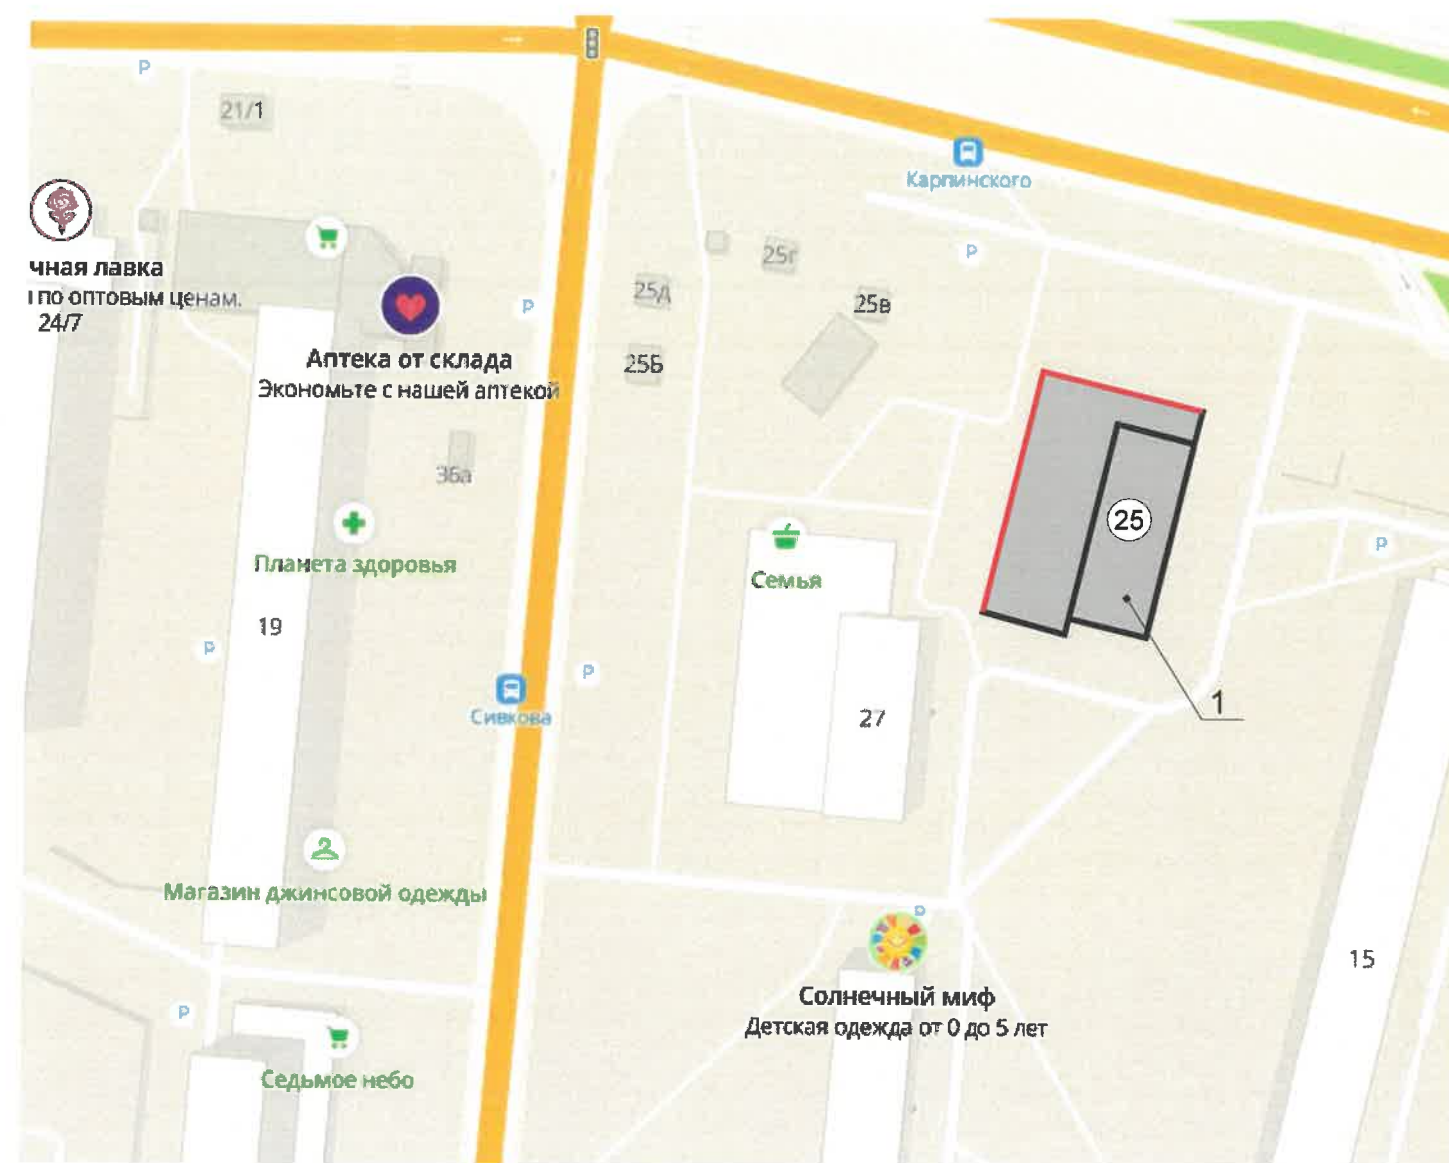 P
21/1
Карпинского
P
25г
чная лавка
25д
25в
по оптовым ценам.
P
24/7
Аптека от склада
25Б
Экономьте с нашей аптекой
36а
25
P
Планета здоровья
Семья
19
P
P
Сивкова
27
1
Магазин джинсовой одежды
P
15
Солнечный миф
P
Детская одежда от 0 до 5 лет
Седьмое небо